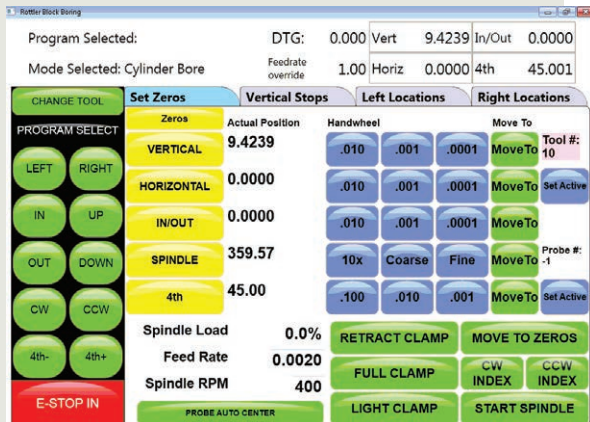 Rottler Block Boring
Program Selected: DTG: 0.000 Vert 9.4239 In/Out 0.0000
Mode Selected: Cylinder Bore Feedrate override 1.00 Horiz 0.0000 4th 45.001
CHANGE TOOL Set Zeros Vertical Stops Left Locations Right Locations
PROGRAM SELECT Zeros Actual Position Handwheel Move To
VERTICAL 9.4239 .010 .001 .0001 MoveTo Tool #: 10
LEFT RIGHT HORIZONTAL 0.0000 .010 .001 .0001 MoveTo Set Active
IN UP IN/OUT 0.0000 .010 .001 .0001 MoveTo
OUT DOWN SPINDLE 359.57 10x Coarse Fine MoveTo Probe #: -1
CW CCW 4th 45.00 .100 .010 .001 MoveTo Set Active
Spindle Load 0.0% RETRACT CLAMP MOVE TO ZEROS
4th- 4th+ Feed Rate 0.0020 FULL CLAMP CW INDEX CCW INDEX
Spindle RPM 400
E-STOP IN PROBE AUTO CENTER LIGHT CLAMP START SPINDLE